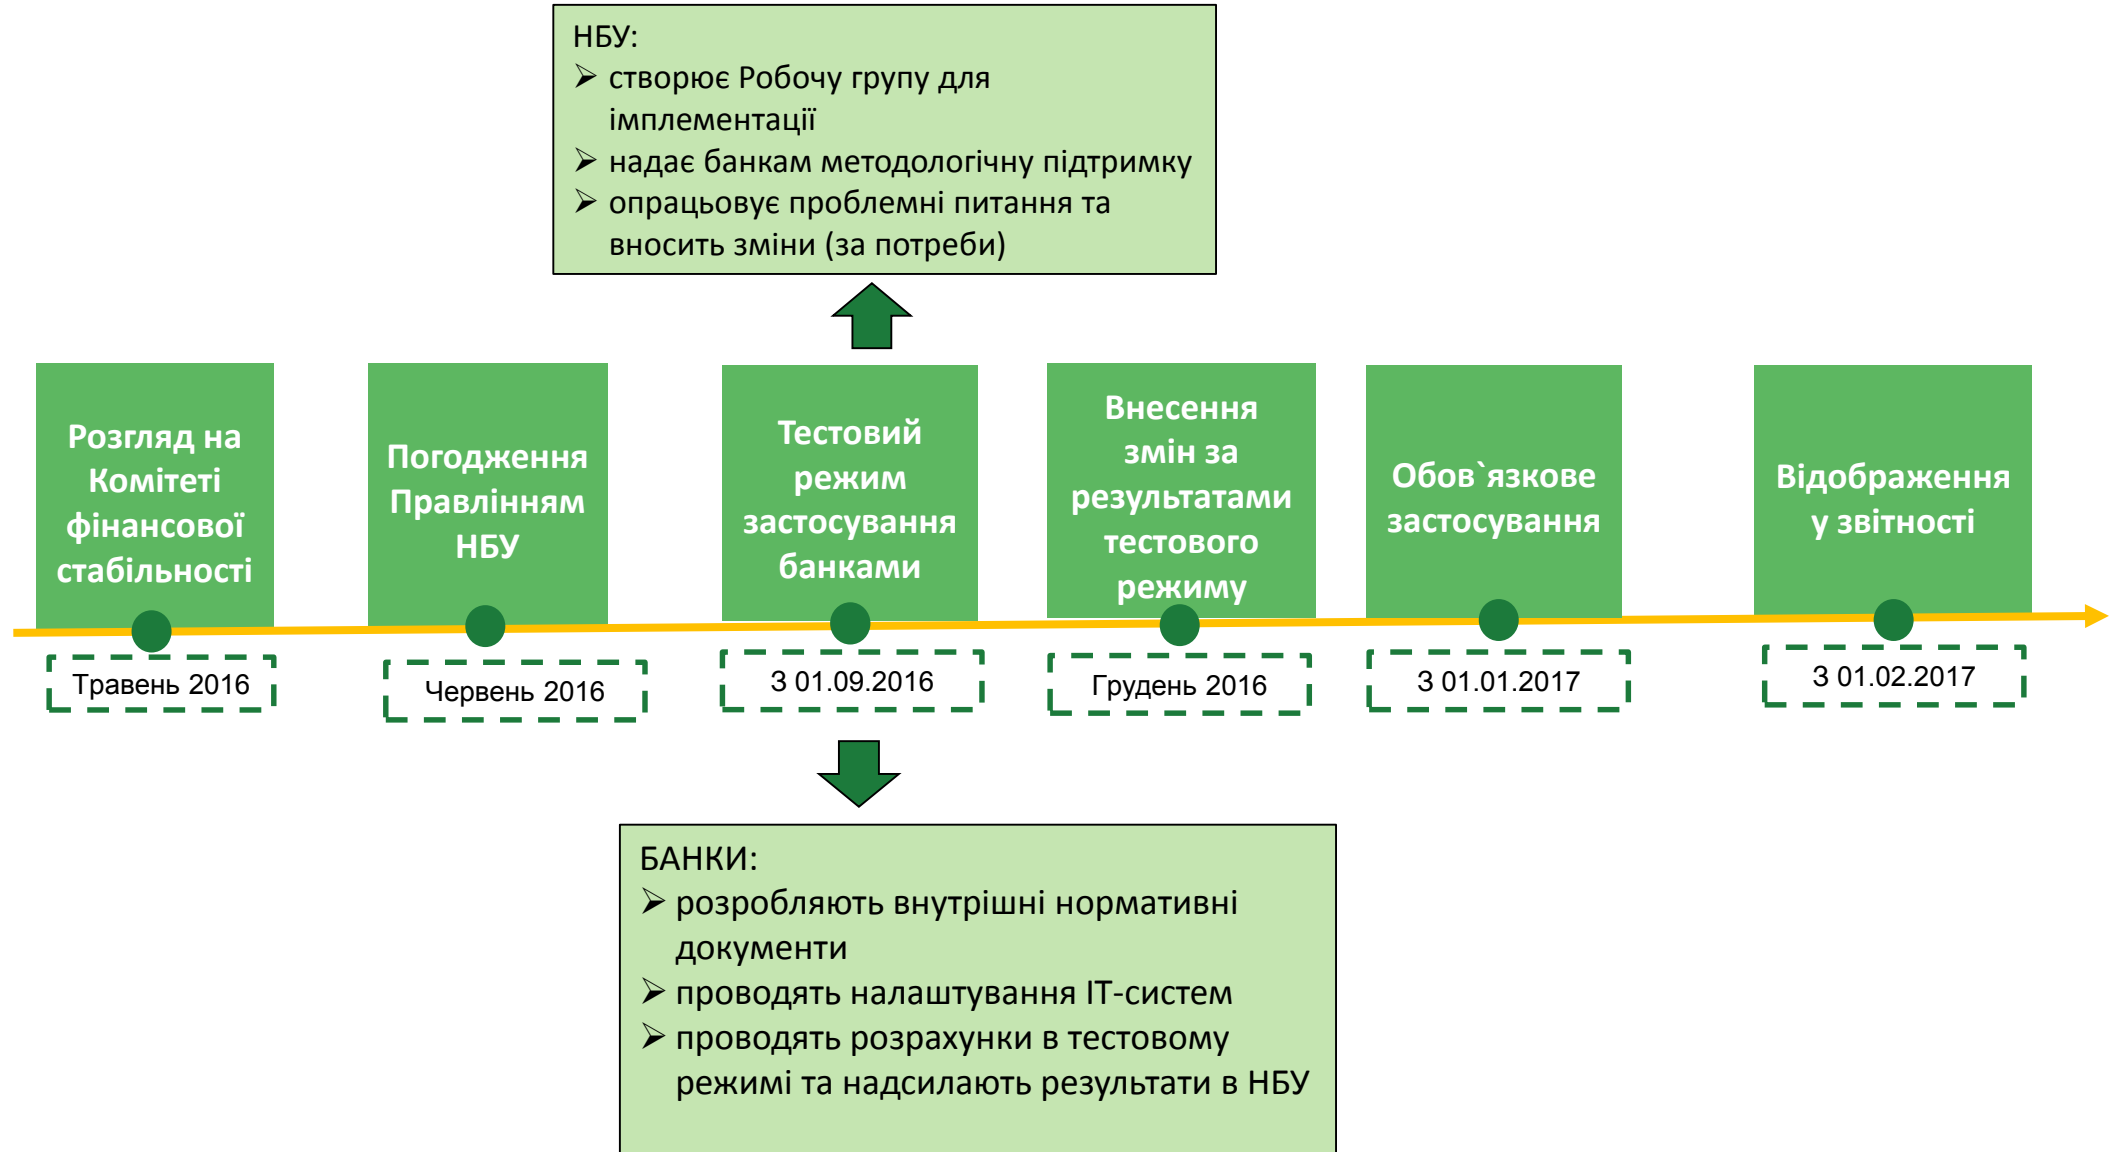 НБУ:
➢ створює Робочу групу для
імплементації
➢ надає банкам методологічну підтримку
➢ опрацьовує проблемні питання та
вносить зміни (за потреби)
Розгляд на
Комітеті
фінансової
стабільності
Погодження
Правлінням
НБУ
Тестовий
режим
застосування
банками
Внесення
змін за
результатами
тестового
режиму
Обов`язкове
застосування
Відображення
у звітності
Травень 2016
Червень 2016
З 01.09.2016
Грудень 2016
З 01.01.2017
З 01.02.2017
БАНКИ:
➢ розробляють внутрішні нормативні
документи
➢ проводять налаштування ІТ-систем
➢ проводять розрахунки в тестовому
режимі та надсилають результати в НБУ